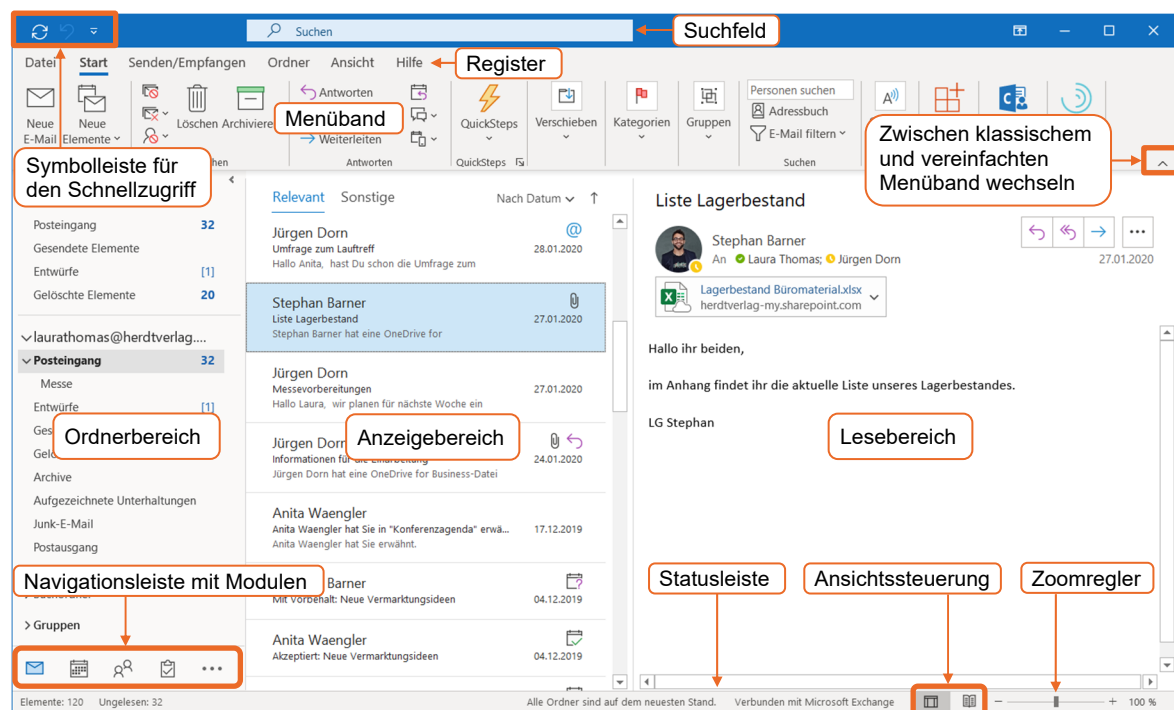 Suchen
Suchfeld
Datei Start Senden/Empfangen Ordner Ansicht Hilfe
Register
Neue
E-Mail
Neue
Elemente
Löschen
Menüband
Antworten
Weiterleiten
Antworten
QuickSteps
QuickSteps
Verschieben
Kategorien
Gruppen
Personen suchen
Adressbuch
E-Mail filtern
Suchen
Zwischen klassischem
und vereinfachten
Menüband wechseln
Symbolleiste für
den Schnellzugriff
Posteingang 32
Gesendete Elemente
Entwürfe [1]
Gelöschte Elemente 20
laurathomas@herdtverlag....
Posteingang 32
Messe
Entwürfe [1]
Ordnerbereich
Archive
Aufgezeichnete Unterhaltungen
Junk-E-Mail
Postausgang
Navigationsleiste mit Modulen
Gruppen
Relevant Sonstige Nach Datum
Jürgen Dorn
Umfrage zum Lauftreff 28.01.2020
Hallo Anita, hast Du schon die Umfrage zum
Stephan Barner
Liste Lagerbestand 27.01.2020
Stephan Barner hat eine OneDrive for
Jürgen Dorn
Messevorbereitungen 27.01.2020
Hallo Laura, wir planen für nächste Woche ein
Anzeigebereich
Jürgen Dorn
Informationen für 24.01.2020
Jürgen Dorn hat eine OneDrive for Business-Datei
Anita Waengler
Anita Waengler hat Sie in "Konferenzagenda" erwä... 17.12.2019
Anita Waengler hat Sie erwähnt.
Barner
Mit Vorbehalt: Neue Vermarktungsideen 04.12.2019
Anita Waengler
Akzeptiert: Neue Vermarktungsideen 04.12.2019
Liste Lagerbestand
Stephan Barner
An Laura Thomas; Jürgen Dorn 27.01.2020
Lagerbestand Büromaterial.xlsx
herdtverlag-my.sharepoint.com
Hallo ihr beiden,
im Anhang findet ihr die aktuelle Liste unseres Lagerbestandes.
LG Stephan
Lesebereich
Statusleiste
Ansichtssteuerung
Zoomregler
Elemente: 120 Ungelesen: 32 Alle Ordner sind auf dem neuesten Stand. Verbunden mit Microsoft Exchange 100 %